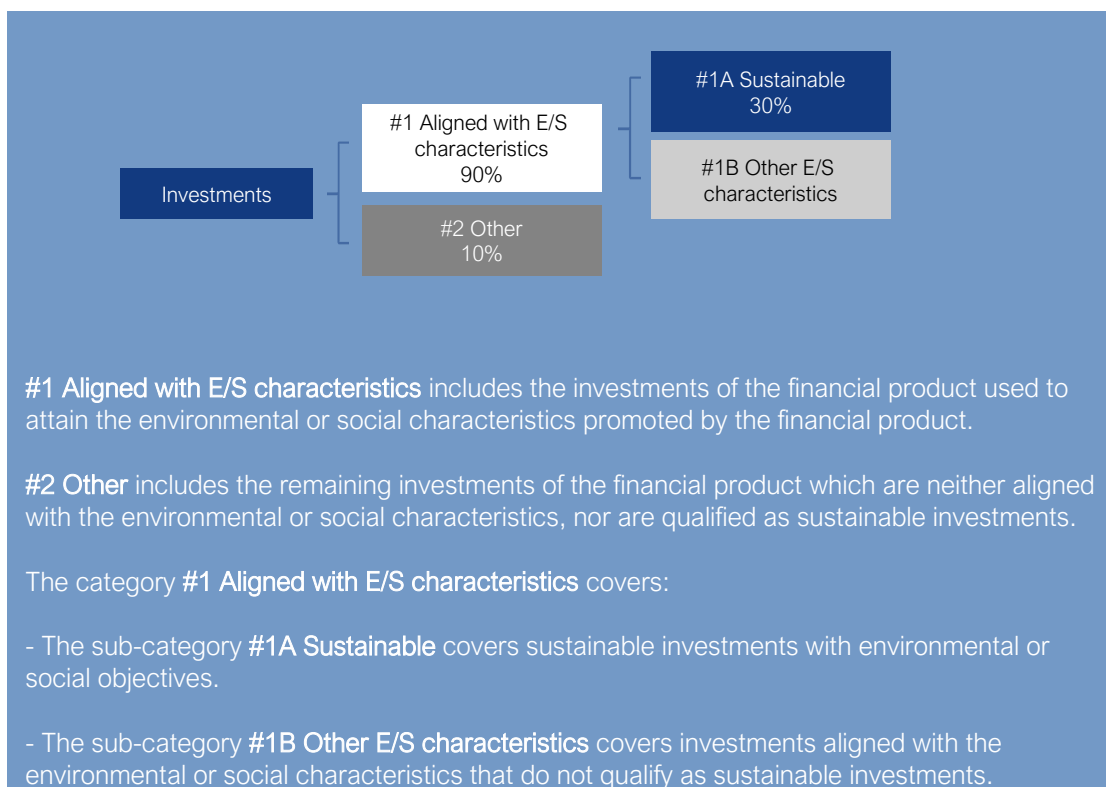 #1A Sustainable
30%
#1 Aligned with E/S
characteristics
90%
#1B Other E/S
characteristics
Investments
#2 Other
10%
#1 Aligned with E/S characteristics includes the investments of the financial product used to
attain the environmental or social characteristics promoted by the financial product.
#2 Other includes the remaining investments of the financial product which are neither aligned
with the environmental or social characteristics, nor are qualified as sustainable investments.
The category #1 Aligned with E/S characteristics covers:
- The sub-category #1A Sustainable covers sustainable investments with environmental or
social objectives.
- The sub-category #1B Other E/S characteristics covers investments aligned with the
environmental or social characteristics that do not qualify as sustainable investments.